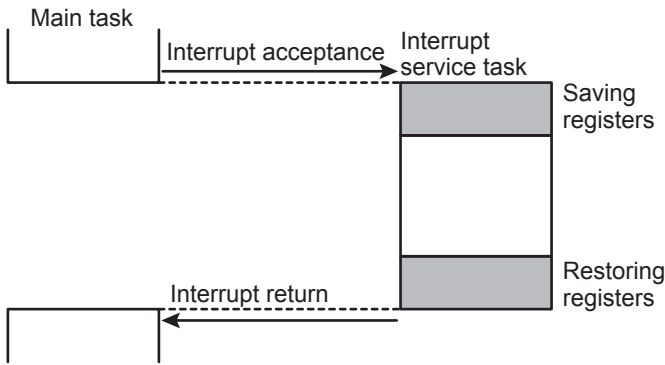 Main task
Interrupt acceptance
Interrupt
service task
Saving
registers
Interrupt return
Restoring
registers